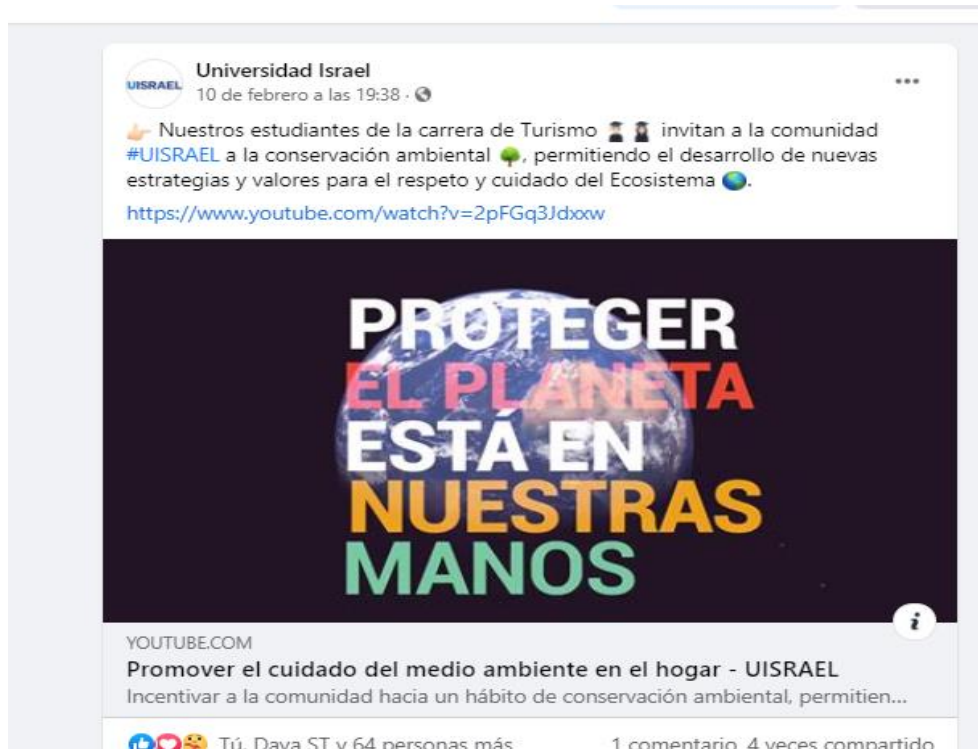 Universidad Israel
UISRAEL
10 de febrero a las 19:38 ·
Nuestros estudiantes de la carrera de Turismo invitan a la comunidad
#UISRAEL a la conservación ambiental , permitiendo el desarrollo de nuevas
estrategias y valores para el respeto y cuidado del Ecosistema .
https://www.youtube.com/watch?v=2pFGq3Jdxxw
PROTEGER
EL PLANETA
ESTÁ EN
NUESTRAS
MANOS
i
YOUTUBE.COM
Promover el cuidado del medio ambiente en el hogar - UISRAEL
Incentivar a la comunidad hacia un hábito de conservación ambiental, permitien...
Tú, Daya ST y 64 personas más
1 comentario 4 veces compartido